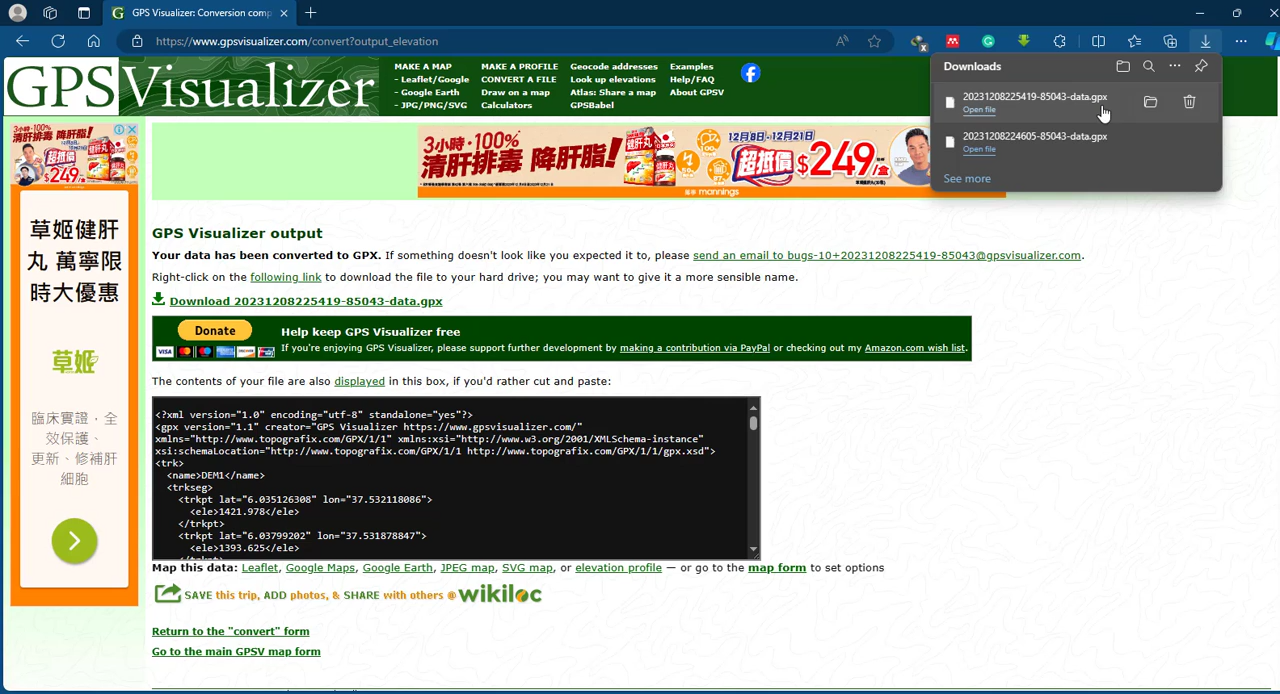 GPS Visualizer: Conversion comp
https://www.gpsvisualizer.com/convert?output_elevation
GPSVisualizer
MAKE A MAP
- Leaflet/Google
- Google Earth
- JPG/PNG/SVG
MAKE A PROFILE
CONVERT A FILE
Draw on a map
Calculators
Geocode addresses
Look up elevations
Atlas: Share a map
GPSBabel
Examples
Help/FAQ
About GPSV
Downloads
20231208225419-85043-data.gpx
Open file
20231208224605-85043-data.gpx
Open file
See more
3小時
清肝排毒 降肝脂!
$249/盒
12月8日-12月21日
超抵價
mannings
草姬健肝
丸 萬寧限
時大優惠
草姬
臨床實證·全
效保護、
更新、修補肝
細胞
GPS Visualizer output
Your data has been converted to GPX. If something doesn't look like you expected it to, please send an email to bugs-10+20231208225419-85043@gpsvisualizer.com.
Right-click on the following link to download the file to your hard drive; you may want to give it a more sensible name.
Download 20231208225419-85043-data.gpx
Donate
VISA
Help keep GPS Visualizer free
If you're enjoying GPS Visualizer, please support further development by making a contribution via PayPal or checking out my Amazon.com wish list.
The contents of your file are also displayed in this box, if you'd rather cut and paste:
<?xml version="1.0" encoding="utf-8" standalone="yes"?>
<gpx version="1.1" creator="GPS Visualizer https://www.gpsvisualizer.com/"
xmlns="http://www.topografix.com/GPX/1/1" xmlns:xsi="http://www.w3.org/2001/XMLSchema-instance"
xsi:schemaLocation="http://www.topografix.com/GPX/1/1 http://www.topografix.com/GPX/1/1/gpx.xsd">
<trk>
<name>DEM1</name>
<trkseg>
<trkpt lat="6.035126308" lon="37.532118086">
<ele>1421.978</ele>
</trkpt>
<trkpt lat="6.03799202" lon="37.531878847">
<ele>1393.625</ele>
Map this data: Leaflet, Google Maps, Google Earth, JPEG map, SVG map, or elevation profile — or go to the map form to set options
SAVE this trip, ADD photos, & SHARE with others @ wikiloc
Return to the "convert" form
Go to the main GPSV map form